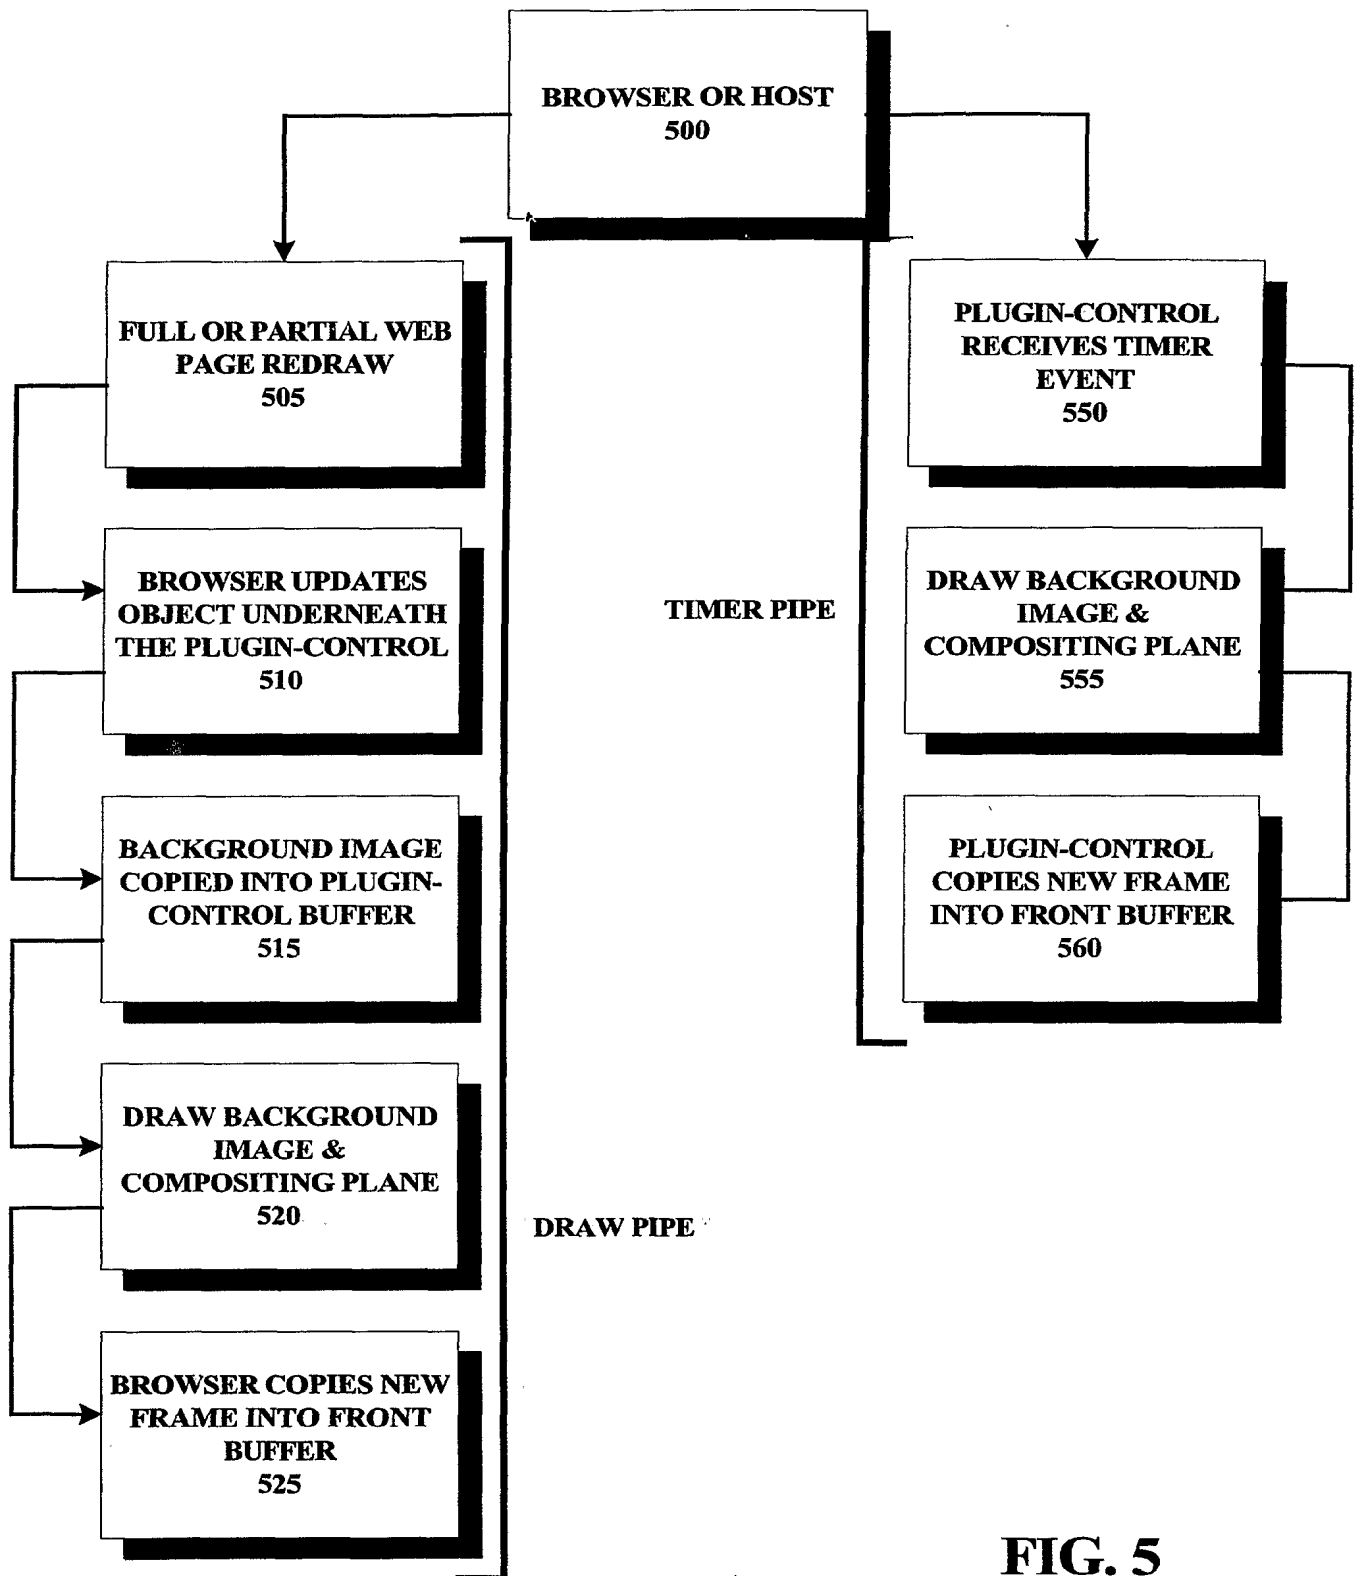 BROWSER OR HOST
500
FULL OR PARTIAL WEB
PAGE REDRAW
505
BROWSER UPDATES
OBJECT UNDERNEATH
THE PLUGIN-CONTROL
510
BACKGROUND IMAGE
COPIED INTO PLUGIN-
CONTROL BUFFER
515
DRAW BACKGROUND
IMAGE &
COMPOSITING PLANE
520
BROWSER COPIES NEW
FRAME INTO FRONT
BUFFER
525
DRAW PIPE
TIMER PIPE
PLUGIN-CONTROL
RECEIVES TIMER
EVENT
550
DRAW BACKGROUND
IMAGE &
COMPOSITING PLANE
555
PLUGIN-CONTROL
COPIES NEW FRAME
INTO FRONT BUFFER
560
FIG. 5